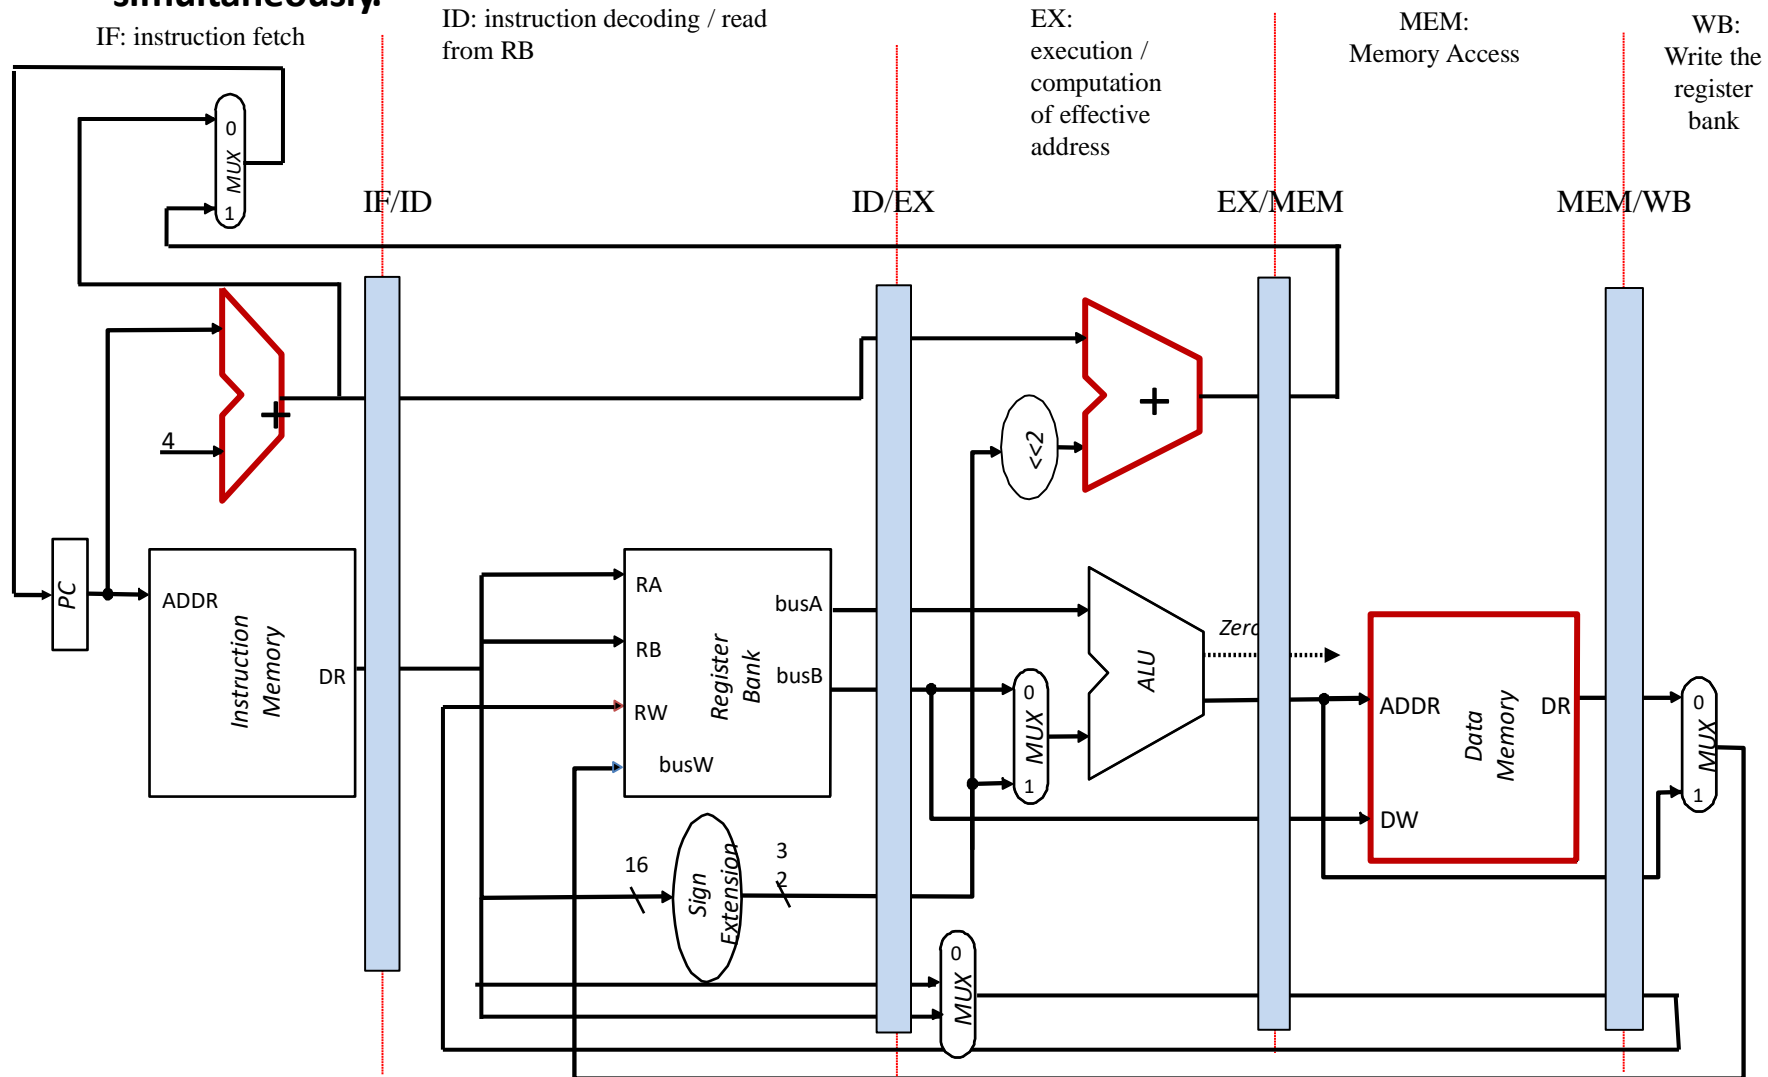 simultaneously.
IF: instruction fetch
ID: instruction decoding / read
from RB
EX:
execution /
computation
of effective
address
MEM:
Memory Access
WB:
Write the
register
bank
0
MUX
1
IF/ID
ID/EX
EX/MEM
MEM/WB
+
4
+
<<2
PC
ADDR
Instruction
Memory
DR
RA
RB
RW
busW
busA
busB
Register
Bank
0
MUX
1
ALU
Zero
ADDR
DR
Data
Memory
DW
0
MUX
1
16
Sign
Extension
3
2
0
MUX